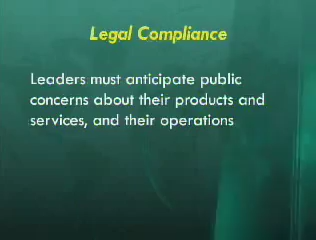 Legal Compliance
Leaders must anticipate public
concerns about their products and
services, and their operations